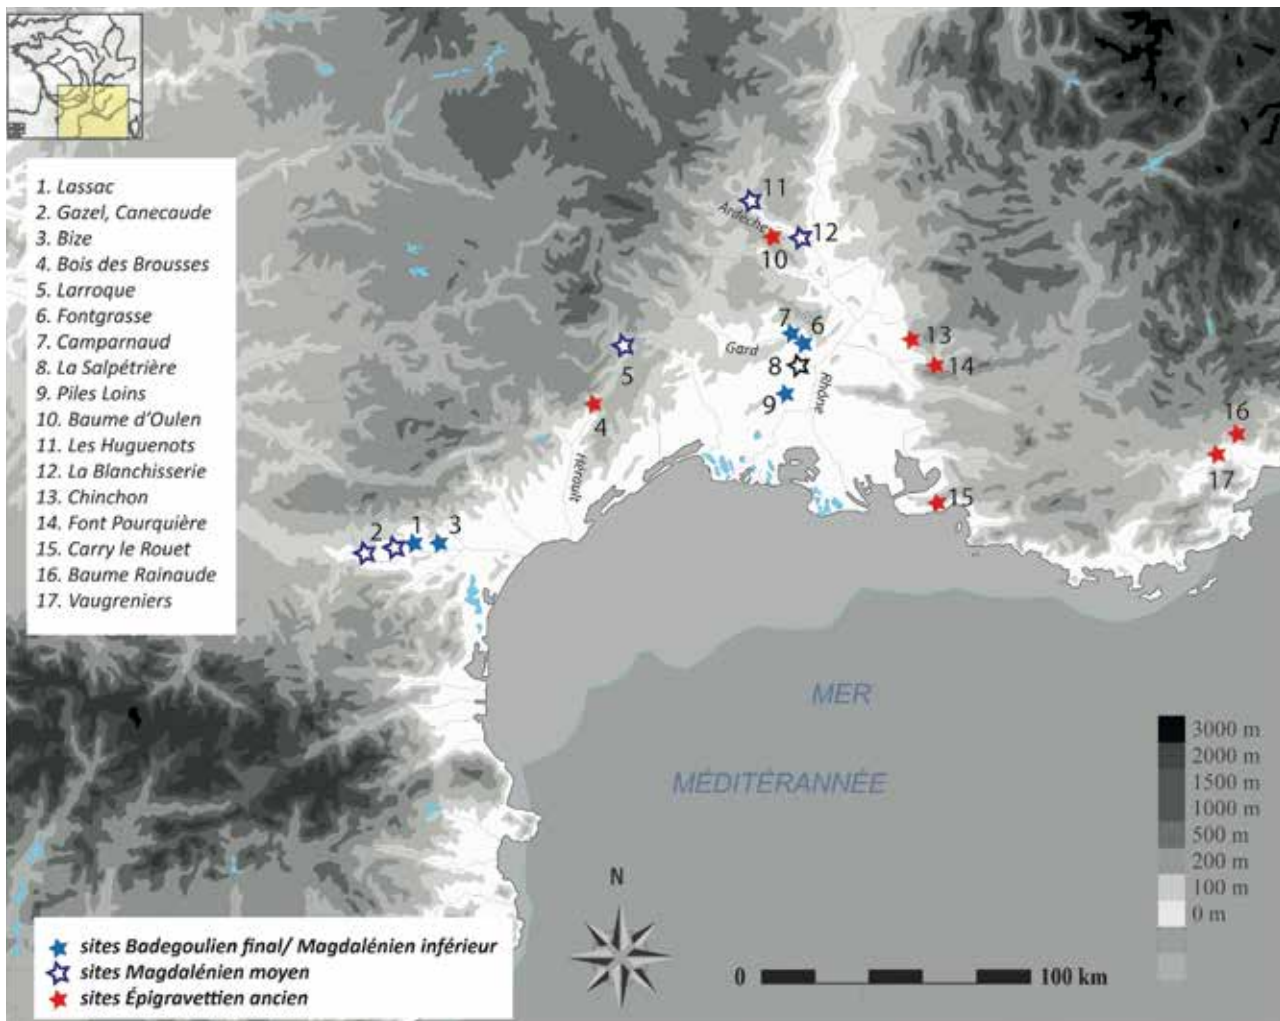 1. Lassac
2. Gazel, Canecaude
3. Bize
4. Bois des Brousses
5. Larroque
6. Fontgrasse
7. Camparnaud
8. La Salpétrière
9. Piles Loins
10. Baume d'Oulen
11. Les Huguenots
12. La Blanchisserie
13. Chinchon
14. Font Pourquière
15. Carry le Rouet
16. Baume Rainaude
17. Vaugreniers
11
Ardèche
12
10
7
6
13
Gard
8
14
5
Rhône
9
4
16
17
Hérault
15
2
1
3
MER
MÉDITÉRANNÉE
3000 m
2000 m
1500 m
1000 m
500 m
200 m
100 m
0 m
N
0
100 km
sites Badegoulien final/ Magdalénien inférieur
sites Magdalénien moyen
sites Épigravettien ancien